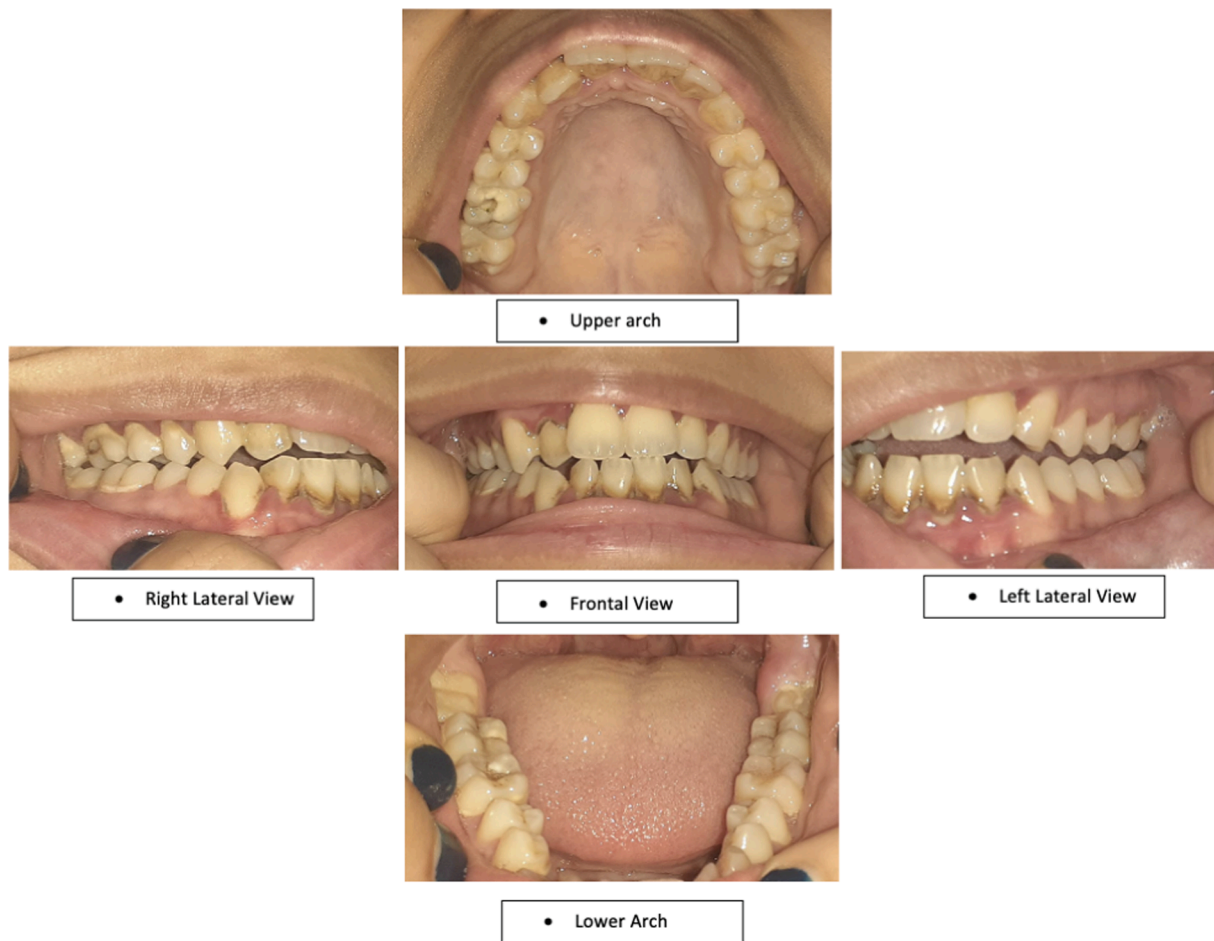 • Upper arch
• Right Lateral View
• Frontal View
• Left Lateral View
• Lower Arch